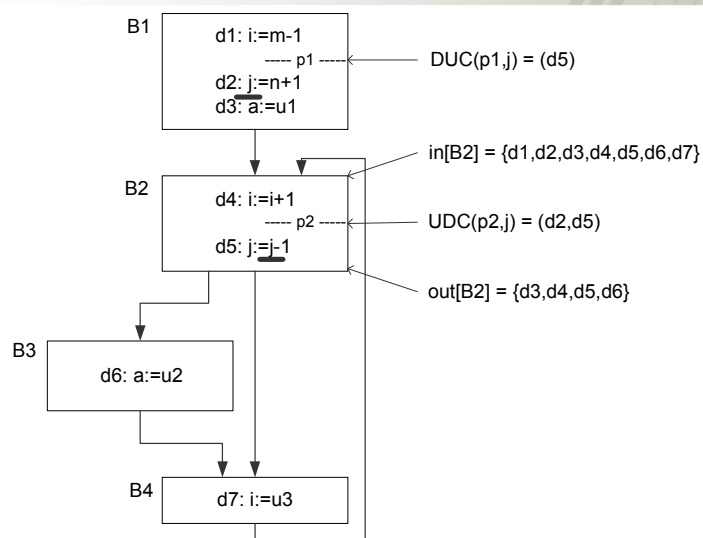 B1
d1: i:=m-1
----- p1 -----
DUC(p1,j) = (d5)
d2: j:=n+1
d3: a:=u1
in[B2] = {d1,d2,d3,d4,d5,d6,d7}
B2
d4: i:=i+1
----- p2 -----
UDC(p2,j) = (d2,d5)
d5: j:=j-1
out[B2] = {d3,d4,d5,d6}
B3
d6: a:=u2
B4
d7: i:=u3